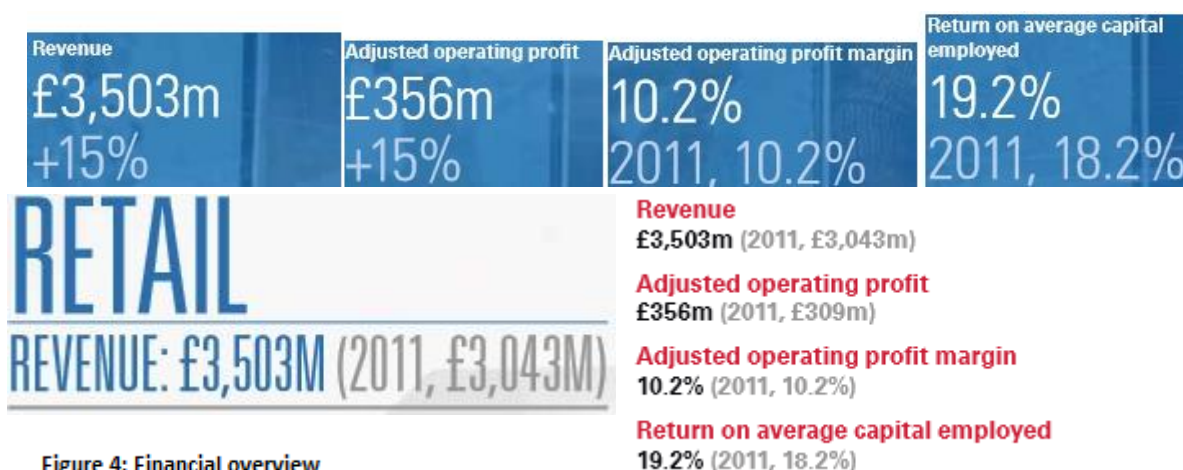 Revenue
£3,503m
+15%
Adjusted operating profit
£356m
+15%
Adjusted operating profit margin
10.2%
2011, 10.2%
Return on average capital
employed
19.2%
2011, 18.2%
RETAIL
REVENUE: £3,503M (2011, £3,043M)
Revenue
£3,503m (2011, £3,043m)
Adjusted operating profit
£356m (2011, £309m)
Adjusted operating profit margin
10.2% (2011, 10.2%)
Return on average capital employed
19.2% (2011, 18.2%)
Figure 4: Financial overview